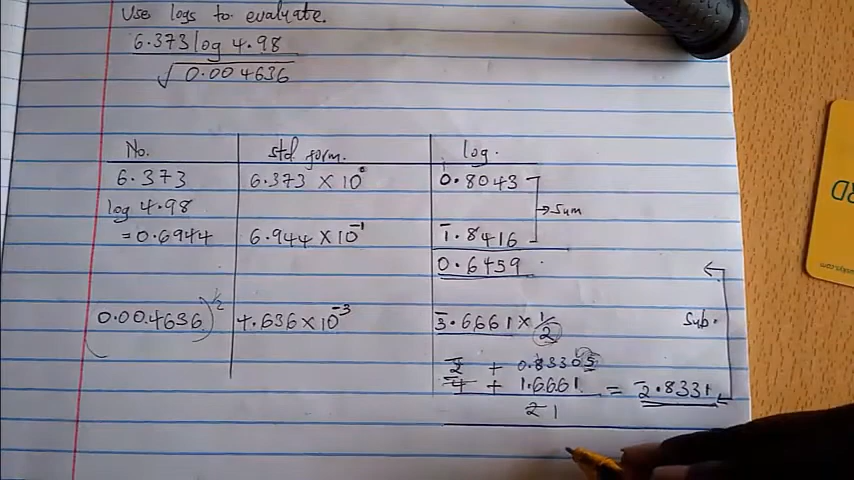 Use logs to evaluate.
6.373 log 4.98
√0.004636
No. std form. log.
6.373 6.373 × 10⁰ 0.8043
log 4.98 → Sum
= 0.6944 6.944 × 10⁻¹ 1̄.8416
0.6459
(0.004636)^½ 4.636 × 10⁻³ 3̄.6661 × ½ Sub.
2̄ + 0.83305
4̄ + 1.6661 = 2̄.8331
2 1
RD